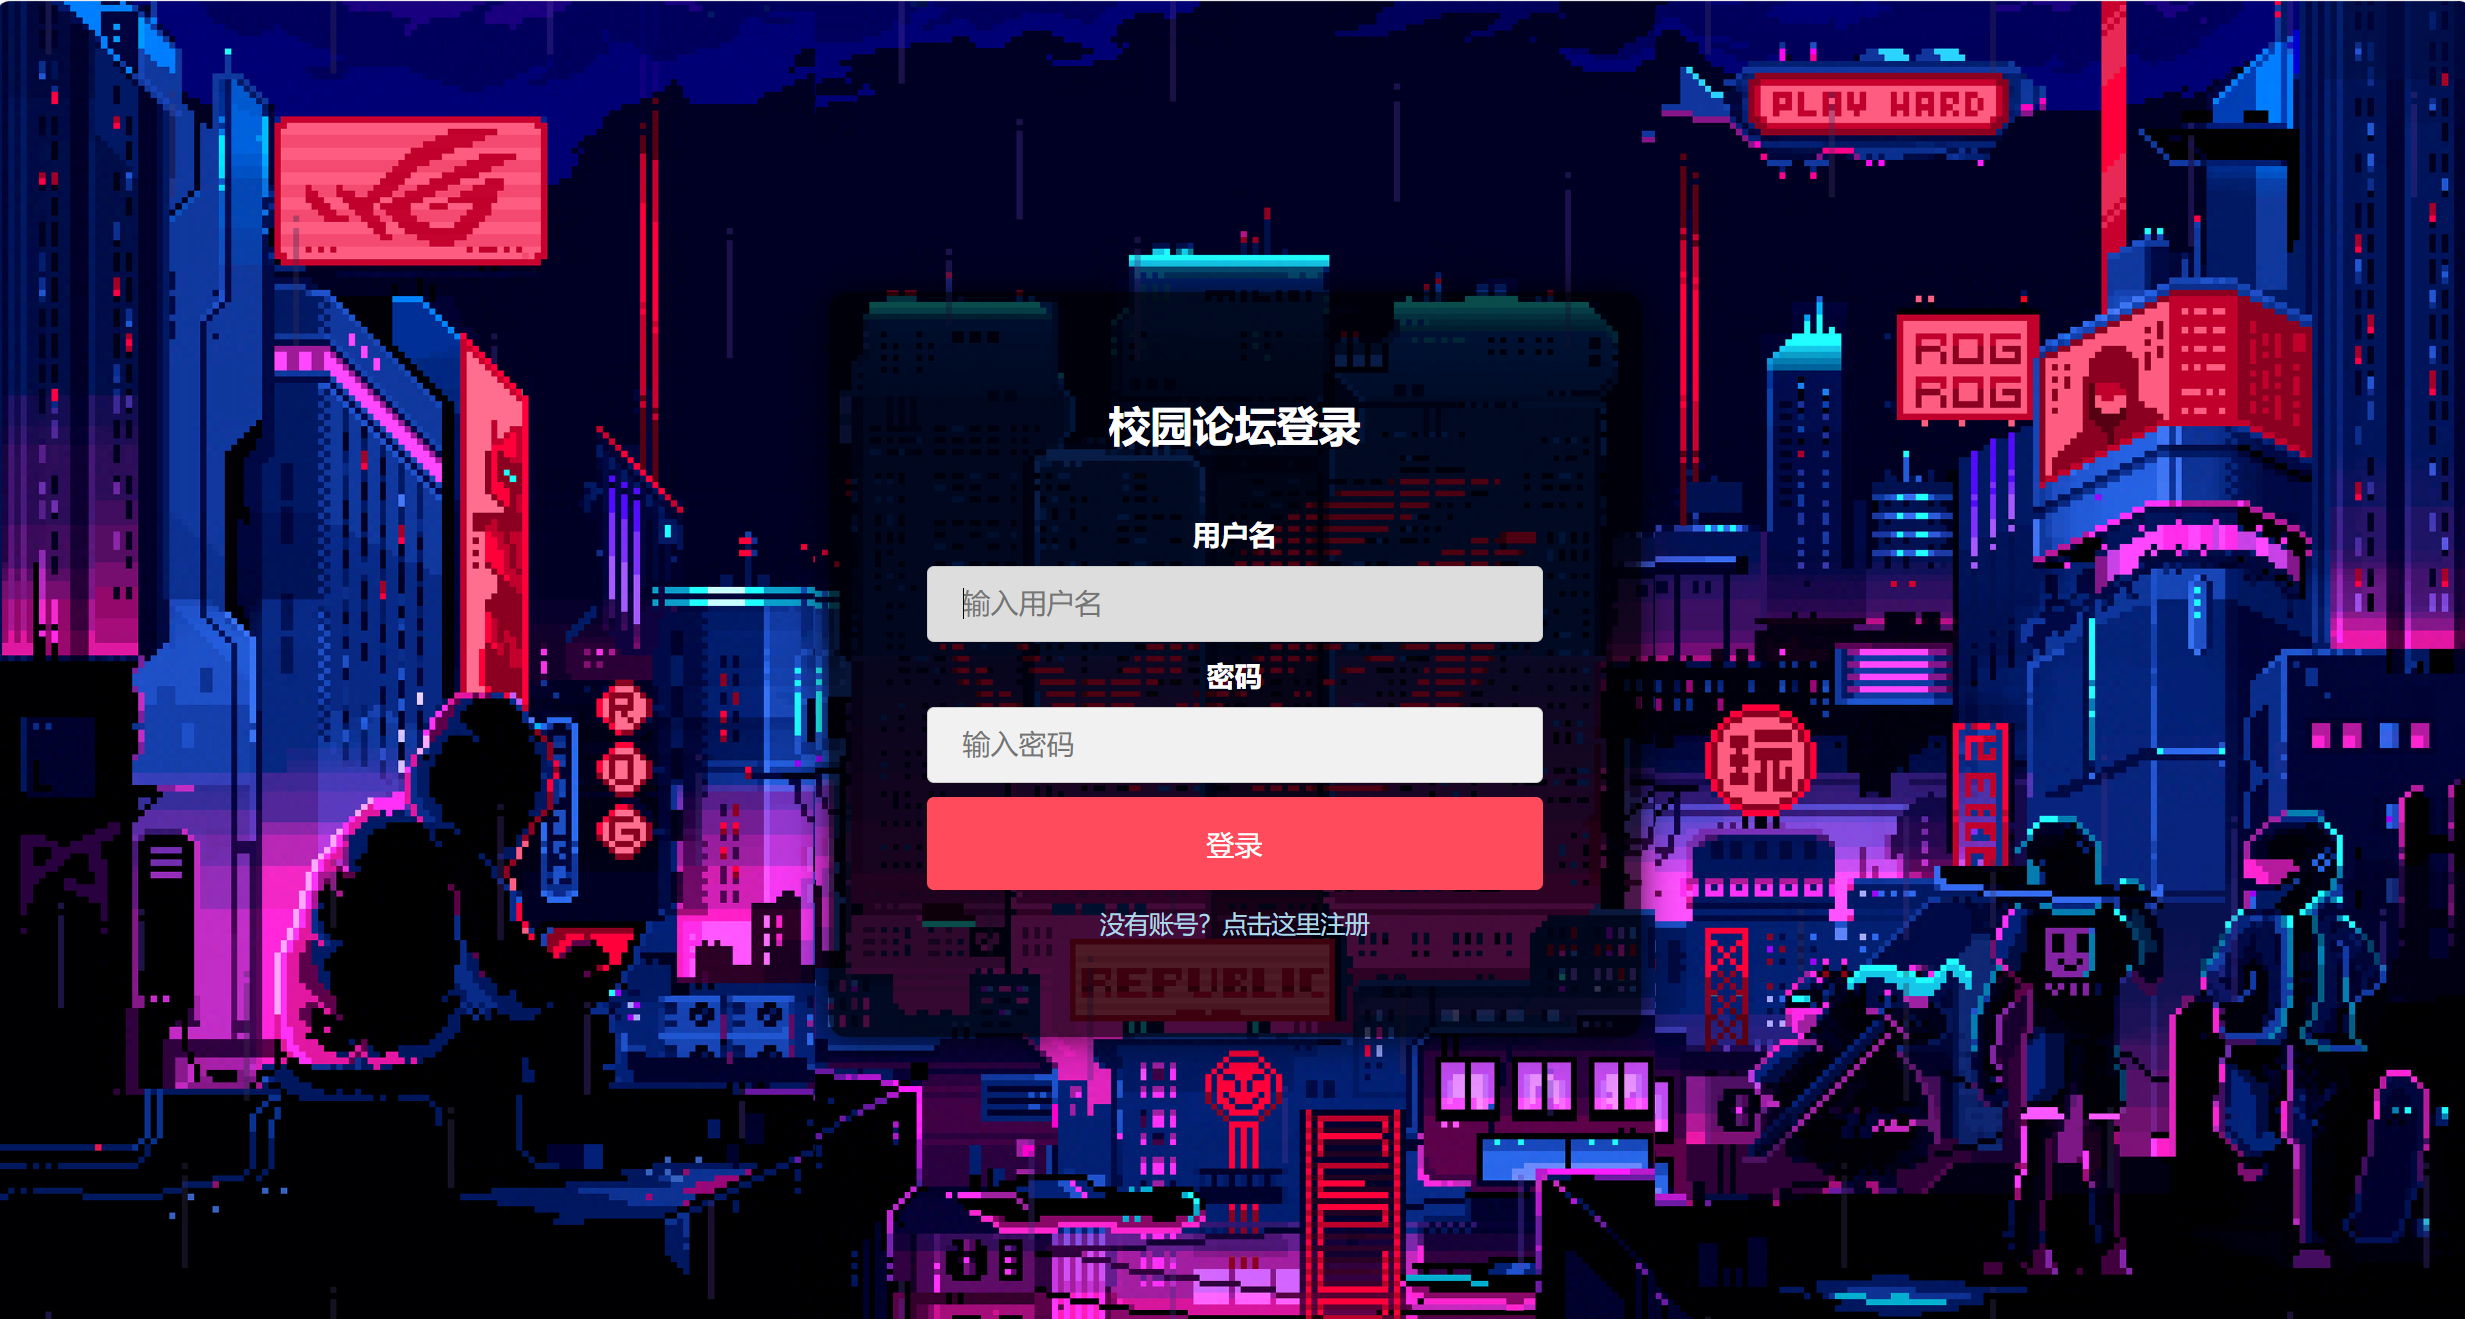 PLAY HARD
ROG
ROG
校园论坛登录
用户名
输入用户名
密码
输入密码
R
O
G
玩
登录
没有账号？点击这里注册
REPUBLIC